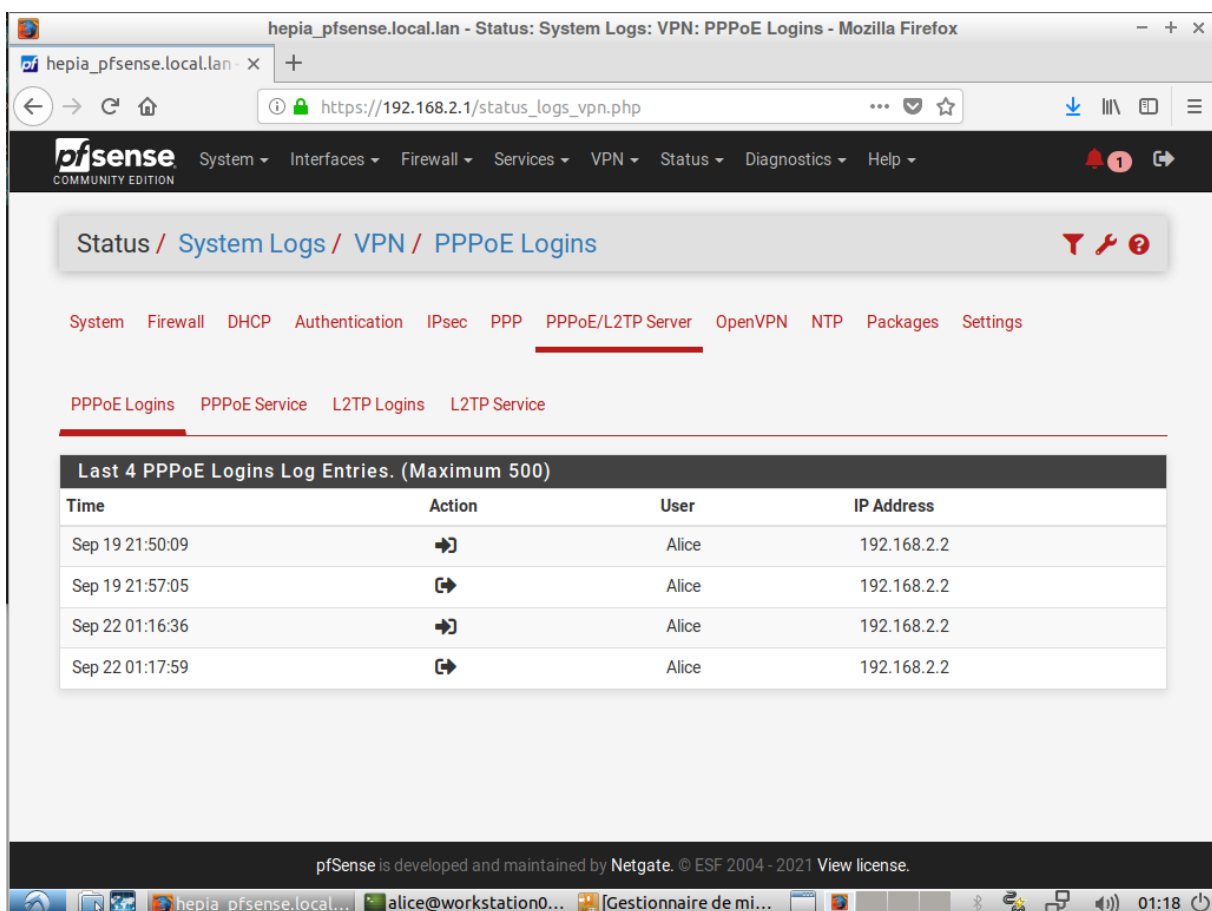 hepia_pfsense.local.lan - Status: System Logs: VPN: PPPoE Logins - Mozilla Firefox
pf hepia_pfsense.local.lan -
https://192.168.2.1/status_logs_vpn.php
pfsense System Interfaces Firewall Services VPN Status Diagnostics Help 1
COMMUNITY EDITION
Status / System Logs / VPN / PPPoE Logins
System Firewall DHCP Authentication IPsec PPP PPPoE/L2TP Server OpenVPN NTP Packages Settings
PPPoE Logins PPPoE Service L2TP Logins L2TP Service
Last 4 PPPoE Logins Log Entries. (Maximum 500)
Time Action User IP Address
Sep 19 21:50:09 Alice 192.168.2.2
Sep 19 21:57:05 Alice 192.168.2.2
Sep 22 01:16:36 Alice 192.168.2.2
Sep 22 01:17:59 Alice 192.168.2.2
pfSense is developed and maintained by Netgate. © ESF 2004 - 2021 View license.
hepia_pfsense.local... alice@workstation0... [Gestionnaire de mi... 01:18